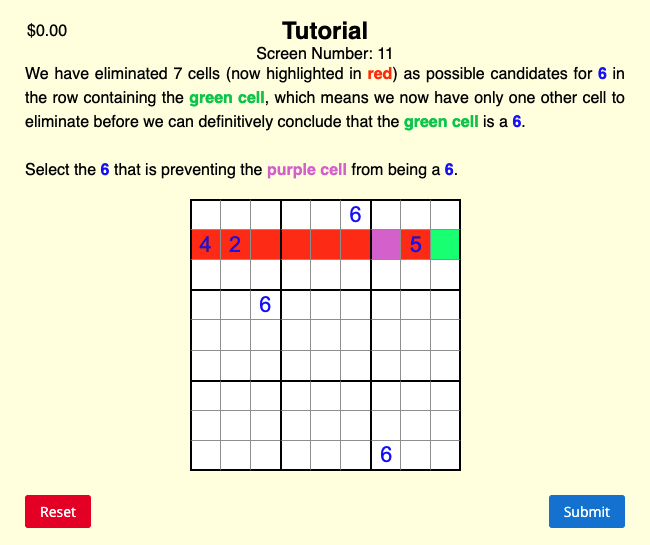 $0.00
Tutorial
Screen Number: 11
We have eliminated 7 cells (now highlighted in red) as possible candidates for 6 in
the row containing the green cell, which means we now have only one other cell to
eliminate before we can definitively conclude that the green cell is a 6.
Select the 6 that is preventing the purple cell from being a 6.
6
4 2 5
6
6
Reset Submit